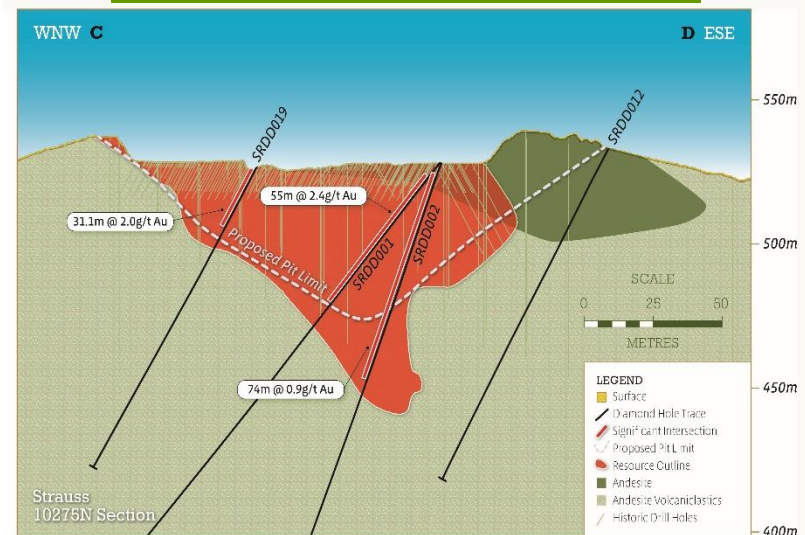 WNW C
D ESE
SRDD019
SRDD012
550m
55m @ 2.4g/t Au
31.1m @ 2.0g/t Au
SRDD001
SRDD002
Proposed Pit Limit
500m
SCALE
0 25 50
METRES
74m @ 0.9g/t Au
450m
LEGEND
Surface
Diamond Hole Trace
Significant Intersection
Proposed Pit Limit
Resource Outline
Andesite
Andesite Volcaniclastics
Historic Drill Holes
Strauss
10275N Section
400m